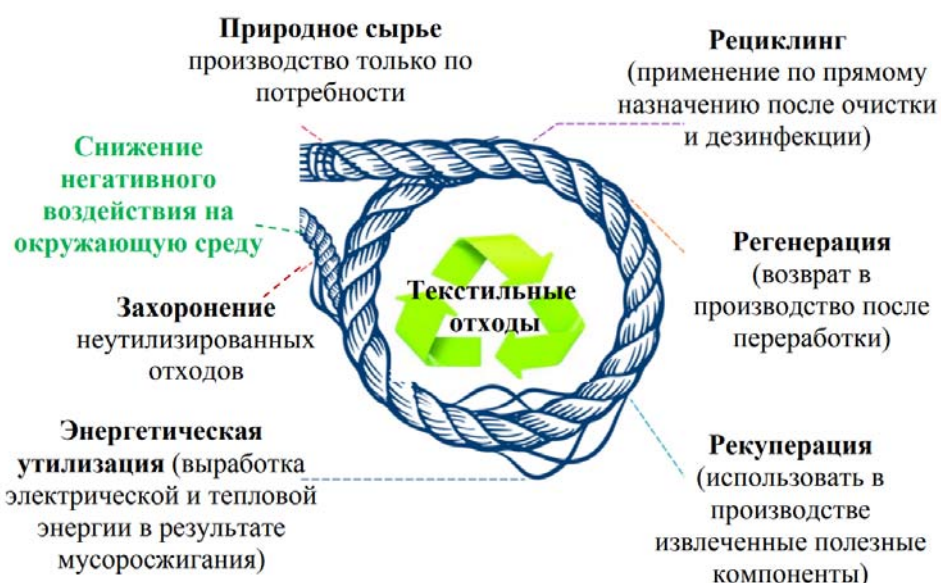 Природное сырье
производство только по
потребности
Рециклинг
(применение по прямому
назначению после очистки
и дезинфекции)
Снижение
негативного
воздействия на
окружающую среду
Регенерация
(возврат в
производство после
переработки)
Текстильные
отходы
Захоронение
неутилизированных
отходов
Энергетическая
утилизация (выработка
электрической и тепловой
энергии в результате
мусоросжигания)
Рекуперация
(использовать в
производстве
извлеченные полезные
компоненты)